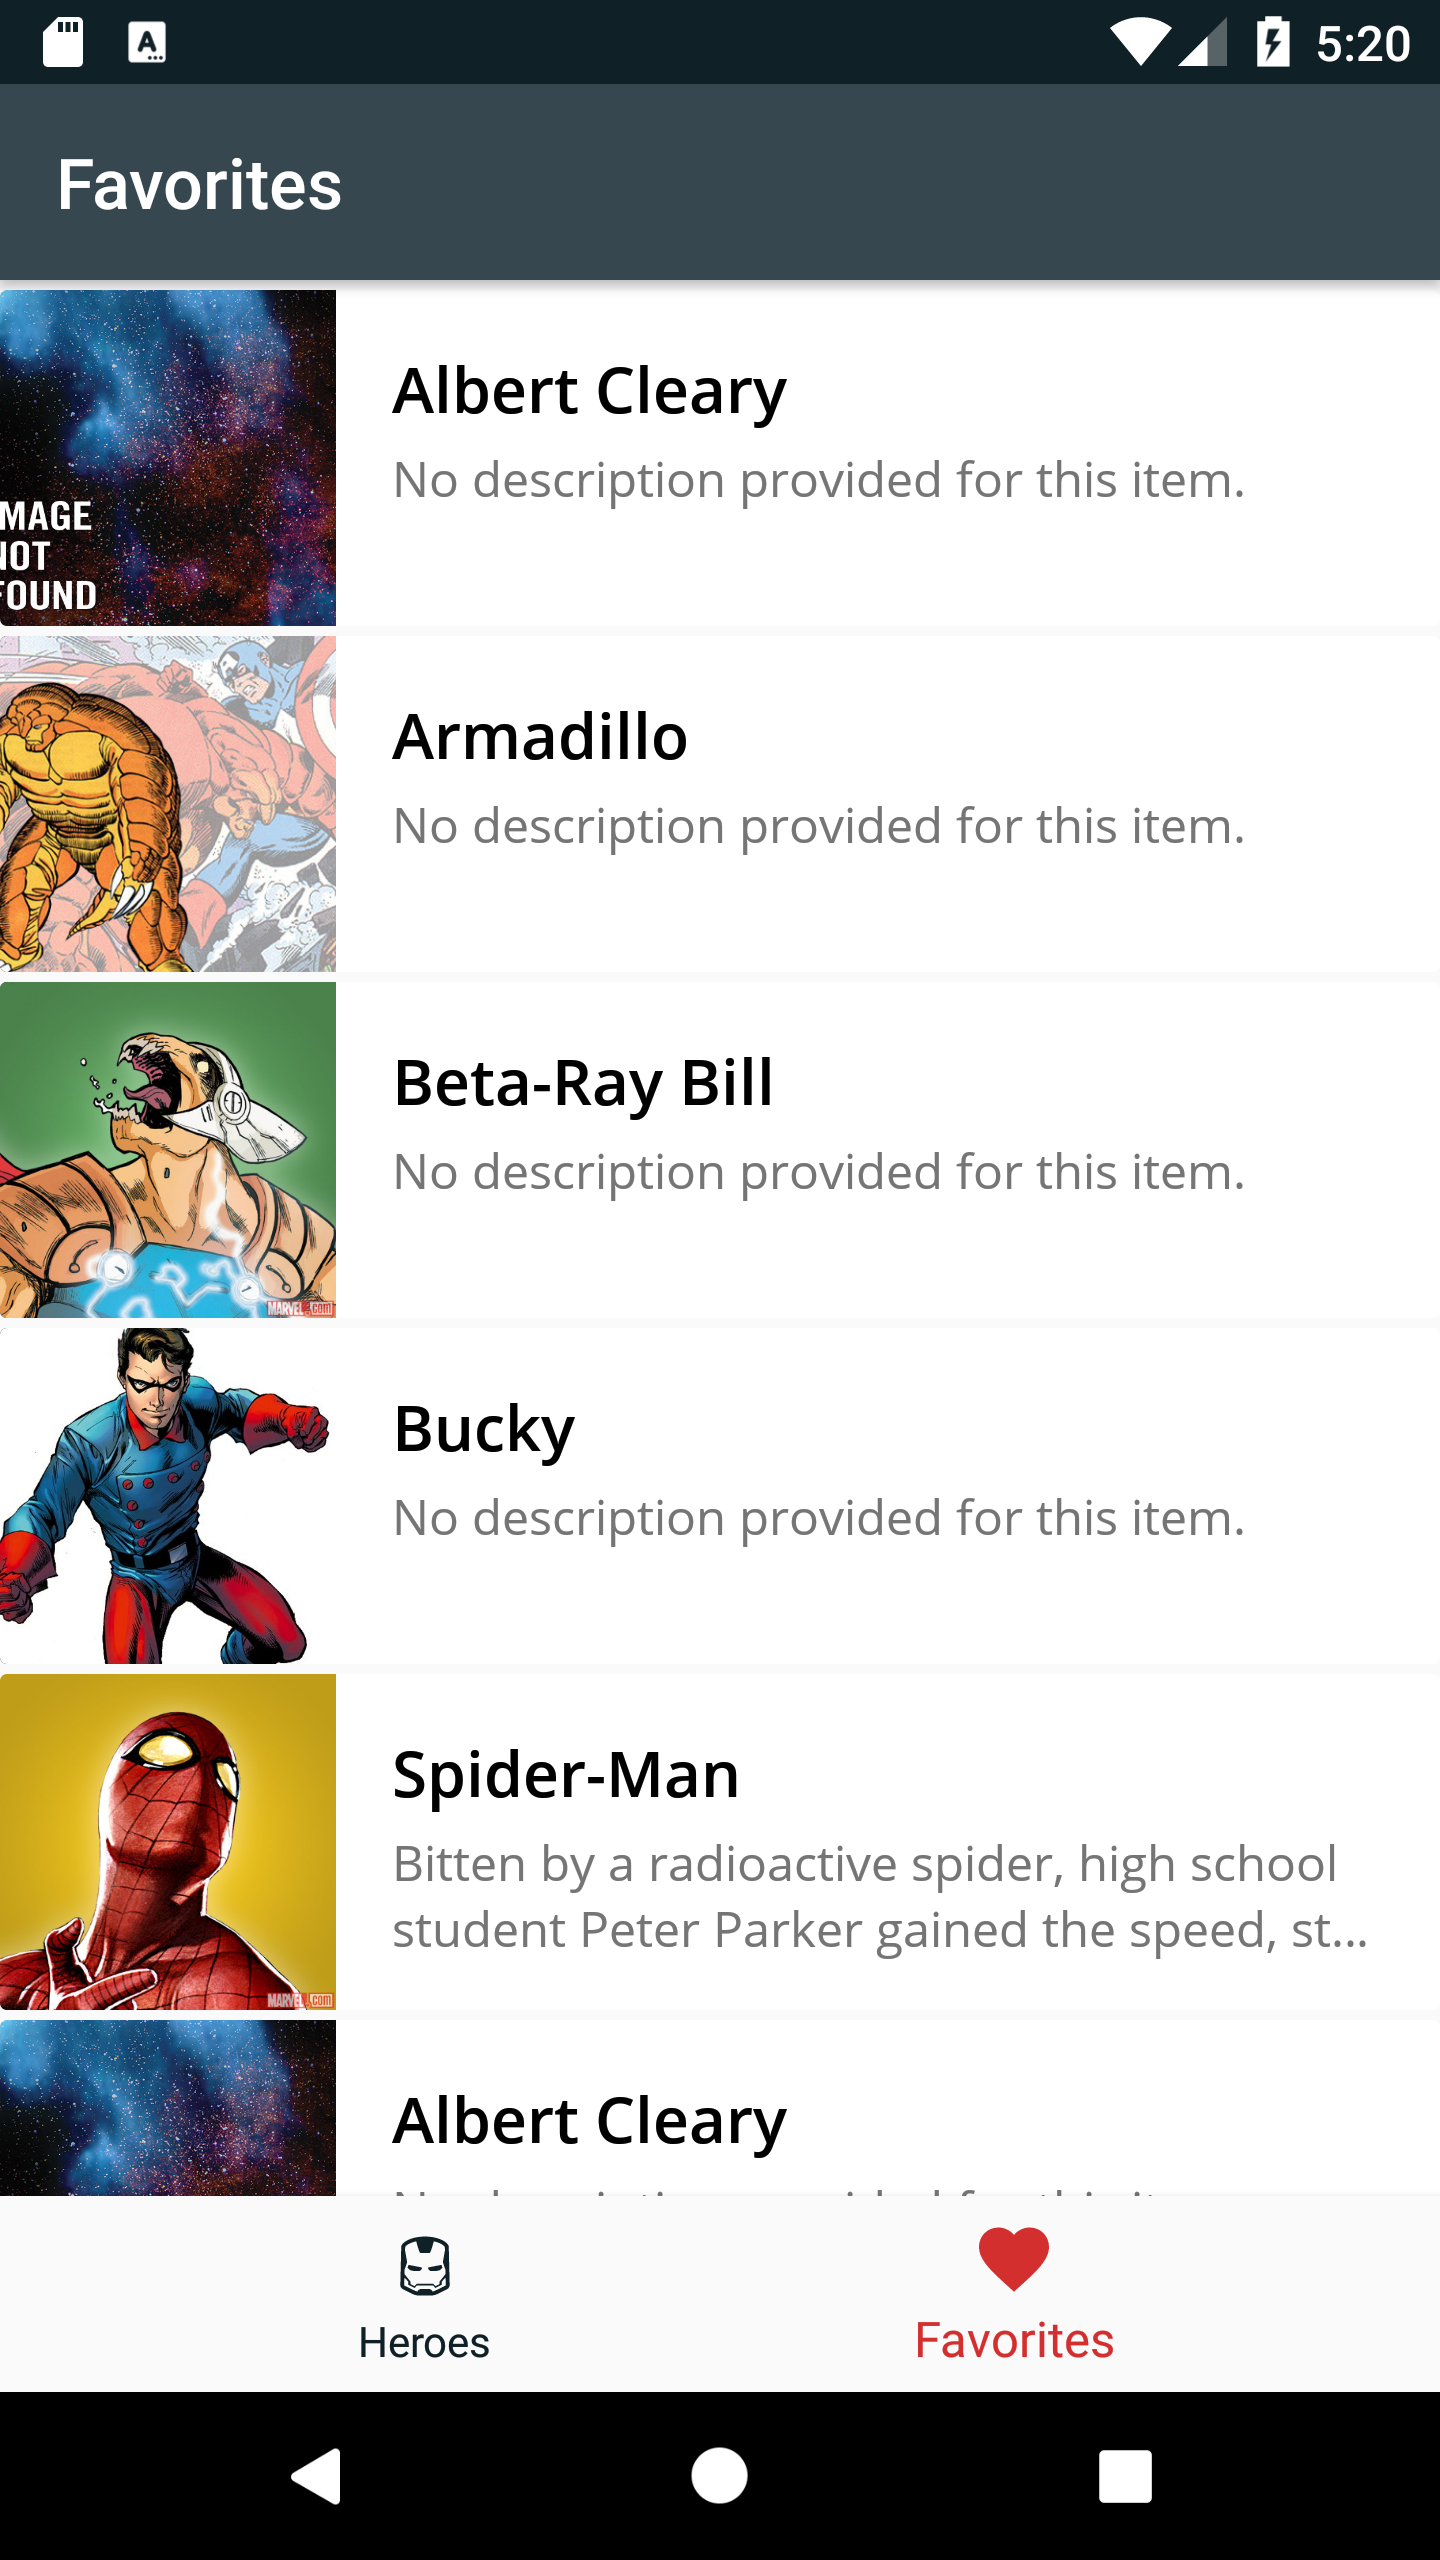 5:20
Favorites
Albert Cleary
No description provided for this item.
MAGE
NOT
FOUND
Armadillo
No description provided for this item.
Beta-Ray Bill
No description provided for this item.
MARVEL.com
Bucky
No description provided for this item.
Spider-Man
Bitten by a radioactive spider, high school
student Peter Parker gained the speed, st...
MARVEL.com
Albert Cleary
Heroes
Favorites